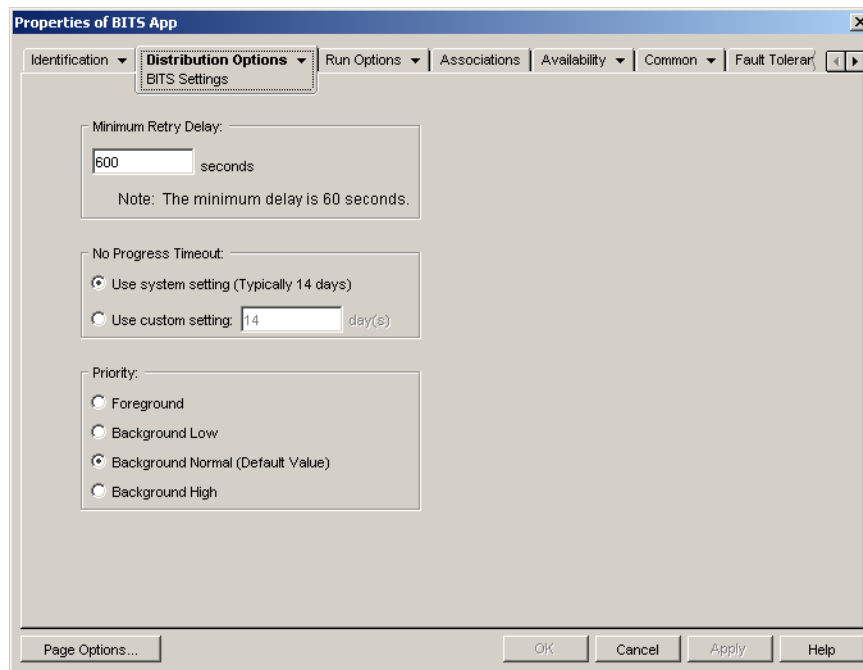 Properties of BITS App
Identification Distribution Options Run Options Associations Availability Common Fault Toleran
BITS Settings
Minimum Retry Delay:
600 seconds
Note: The minimum delay is 60 seconds.
No Progress Timeout:
Use system setting (Typically 14 days)
Use custom setting: 14 day(s)
Priority:
Foreground
Background Low
Background Normal (Default Value)
Background High
Page Options... OK Cancel Apply Help